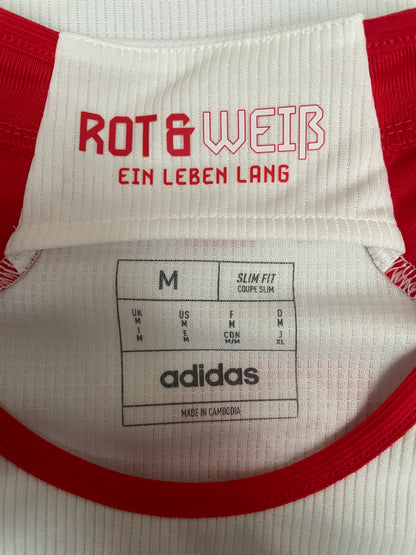 ROT & WEIẞ
EIN LEBEN LANG
M
SLIM FIT
COUPE SLIM
UK M
US M
F M
D M
I M
E M
CDN M/M
J XL
adidas
MADE IN CAMBODIA